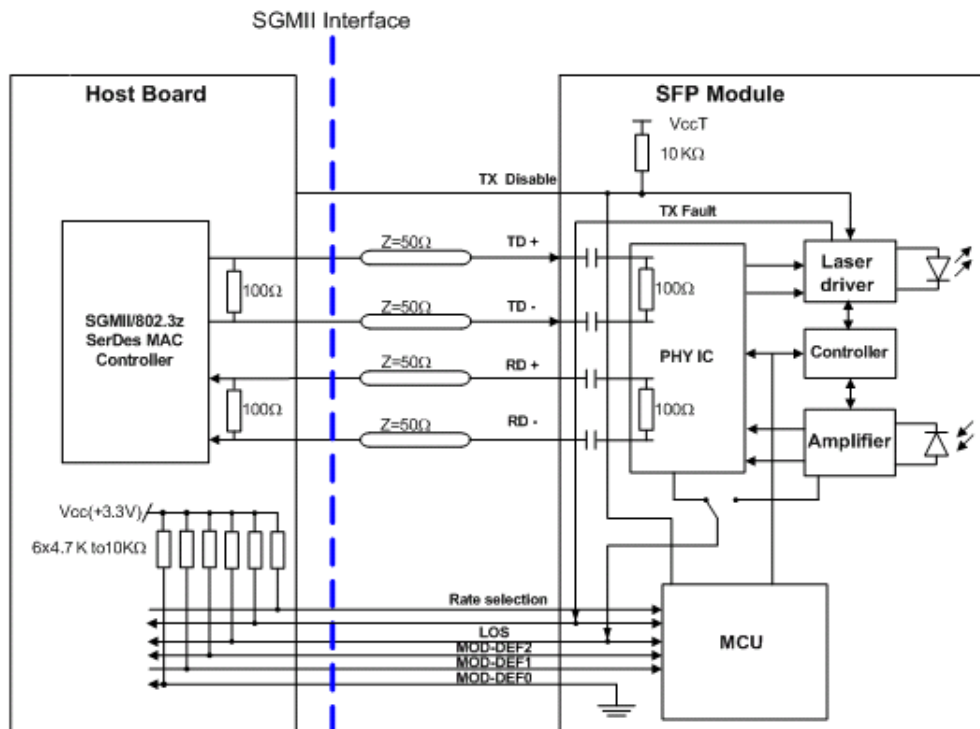 SGMII Interface
Host Board
SFP Module
VccT
10 KΩ
TX Disable
TX Fault
Z=50Ω
TD +
100Ω
100Ω
Laser
driver
SGMII/802.3z
SerDes MAC
Controller
Z=50Ω
TD -
PHY IC
Controller
Z=50Ω
RD +
100Ω
100Ω
Z=50Ω
RD -
Amplifier
Vcc(+3.3V)
6x4.7 K to10KΩ
Rate selection
LOS
MOD-DEF2
MOD-DEF1
MOD-DEF0
MCU